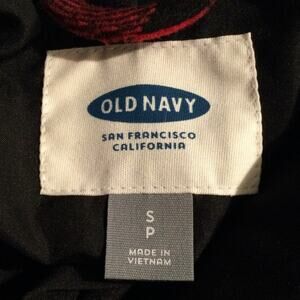 OLD NAVY
SAN FRANCISCO
CALIFORNIA
S
P
MADE IN
VIETNAM